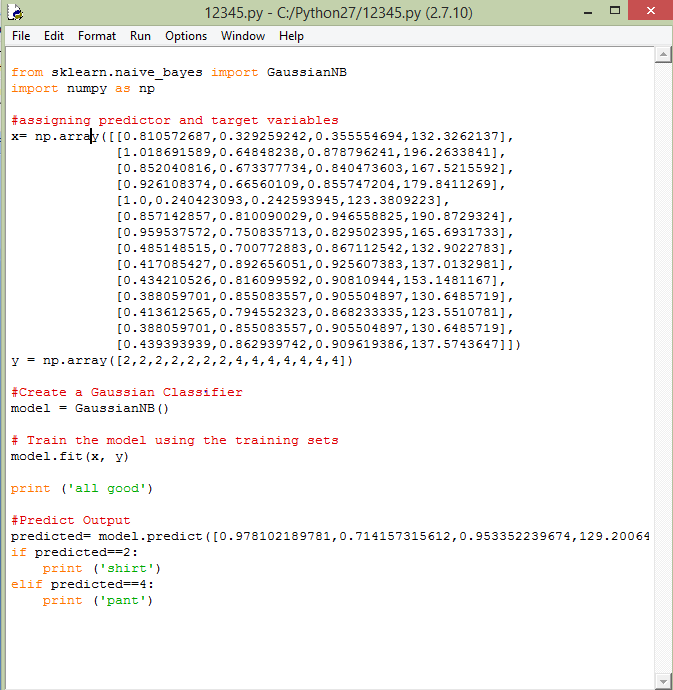 12345.py - C:/Python27/12345.py (2.7.10)
File Edit Format Run Options Window Help
from sklearn.naive_bayes import GaussianNB
import numpy as np
#assigning predictor and target variables
x= np.array([[0.810572687,0.329259242,0.355554694,132.3262137],
[1.018691589,0.64848238,0.878796241,196.2633841],
[0.852040816,0.673377734,0.840473603,167.5215592],
[0.926108374,0.66560109,0.855747204,179.8411269],
[1.0,0.240423093,0.242593945,123.3809223],
[0.857142857,0.810090029,0.946558825,190.8729324],
[0.959537572,0.750835713,0.829502395,165.6931733],
[0.485148515,0.700772883,0.867112542,132.9022783],
[0.417085427,0.892656051,0.925607383,137.0132981],
[0.434210526,0.816099592,0.90810944,153.1481167],
[0.388059701,0.855083557,0.905504897,130.6485719],
[0.413612565,0.794552323,0.868233335,123.5510781],
[0.388059701,0.855083557,0.905504897,130.6485719],
[0.439393939,0.862939742,0.909619386,137.5743647]])
y = np.array([2,2,2,2,2,2,2,4,4,4,4,4,4,4])
#Create a Gaussian Classifier
model = GaussianNB()
# Train the model using the training sets
model.fit(x, y)
print ('all good')
#Predict Output
predicted= model.predict([0.978102189781,0.714157315612,0.953352239674,129.20064
if predicted==2:
    print ('shirt')
elif predicted==4:
    print ('pant')